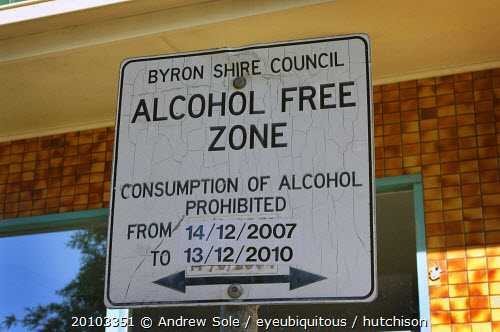 BYRON SHIRE COUNCIL
ALCOHOL FREE
ZONE
CONSUMPTION OF ALCOHOL
PROHIBITED
FROM 14/12/2007
TO 13/12/2010
20103351 © Andrew Sole / eyeubiquitous / hutchison